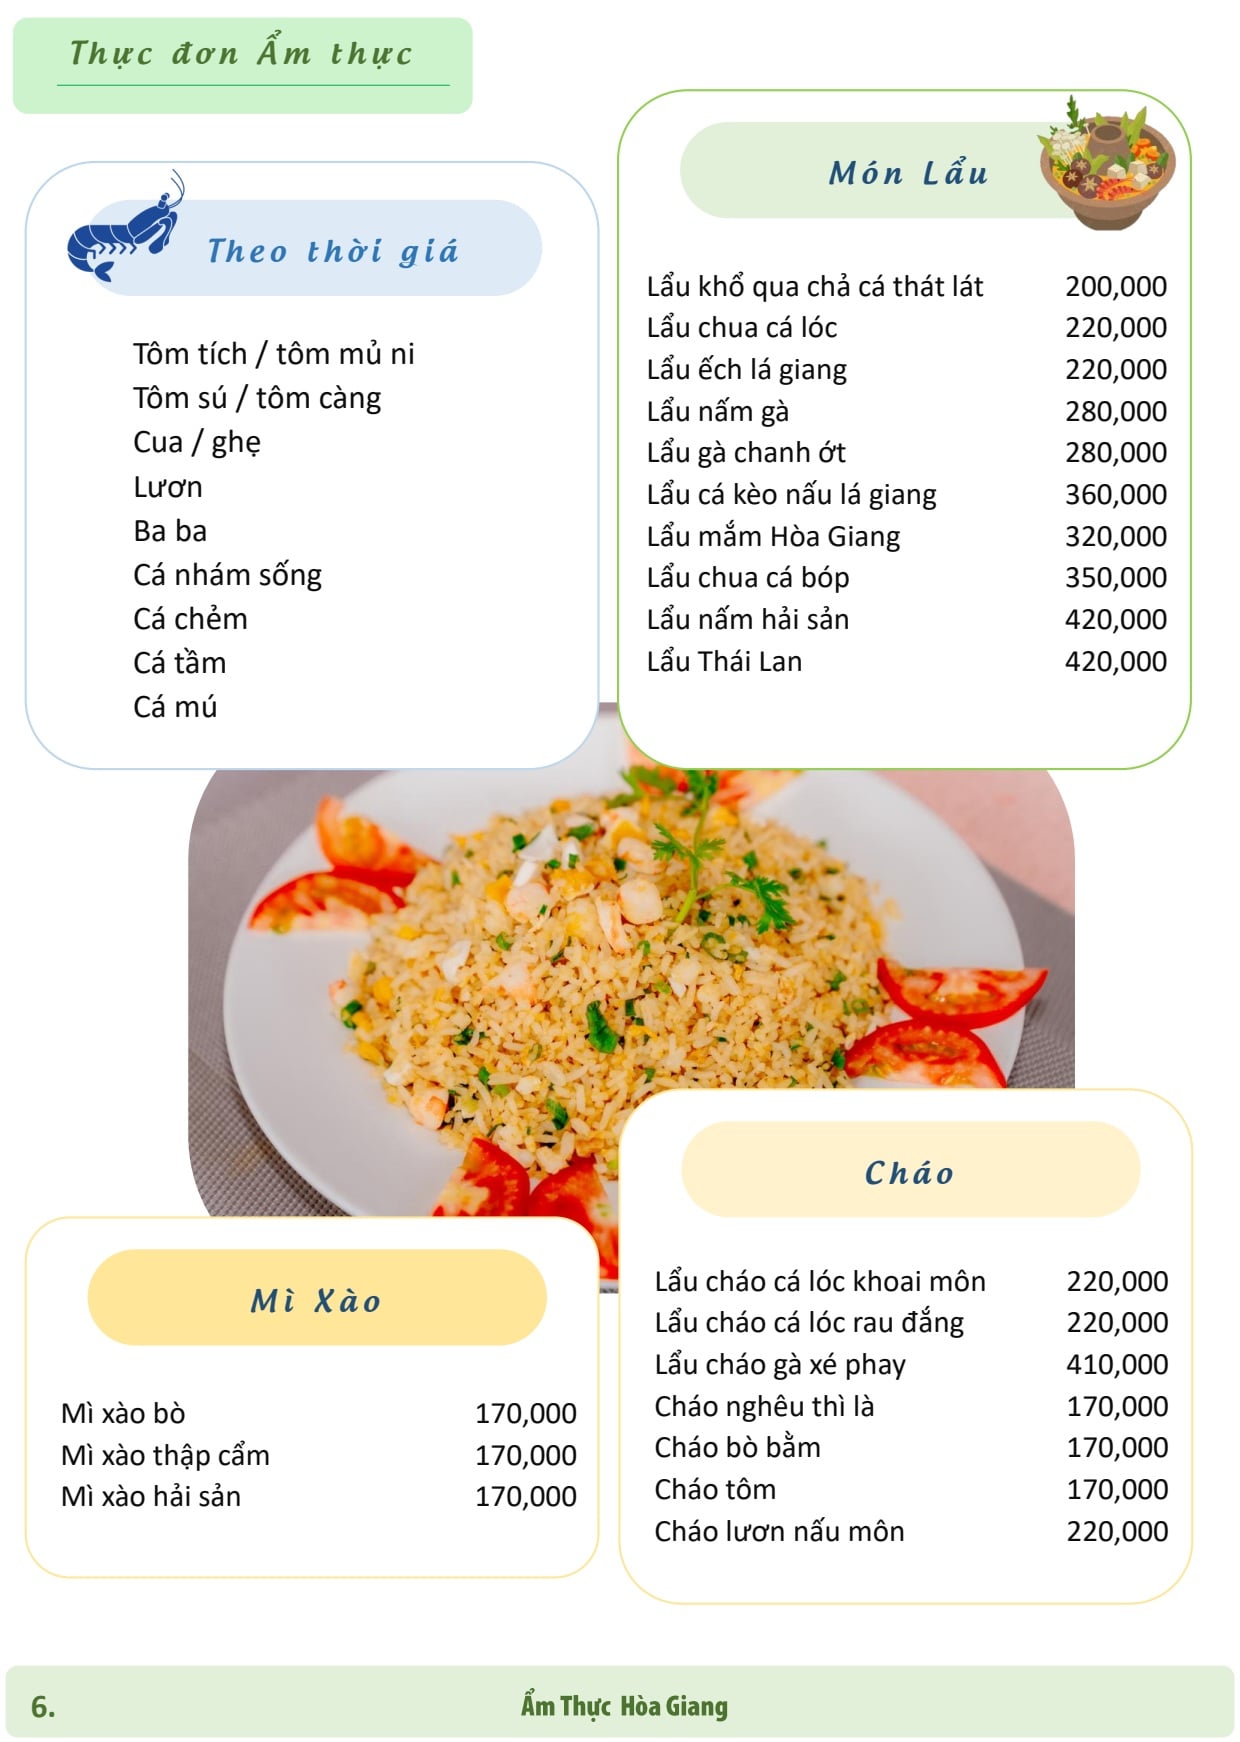 Thực đơn Ẩm thực
Theo thời giá
Tôm tích / tôm mủ ni
Tôm sú / tôm càng
Cua / ghẹ
Lươn
Ba ba
Cá nhám sống
Cá chẻm
Cá tầm
Cá mú
Món Lẩu
Lẩu khổ qua chả cá thát lát 200,000
Lẩu chua cá lóc 220,000
Lẩu ếch lá giang 220,000
Lẩu nấm gà 280,000
Lẩu gà chanh ớt 280,000
Lẩu cá kèo nấu lá giang 360,000
Lẩu mắm Hòa Giang 320,000
Lẩu chua cá bóp 350,000
Lẩu nấm hải sản 420,000
Lẩu Thái Lan 420,000
Mì Xào
Mì xào bò 170,000
Mì xào thập cẩm 170,000
Mì xào hải sản 170,000
Cháo
Lẩu cháo cá lóc khoai môn 220,000
Lẩu cháo cá lóc rau đắng 220,000
Lẩu cháo gà xé phay 410,000
Cháo nghêu thì là 170,000
Cháo bò bằm 170,000
Cháo tôm 170,000
Cháo lươn nấu môn 220,000
6. Ẩm Thực Hòa Giang